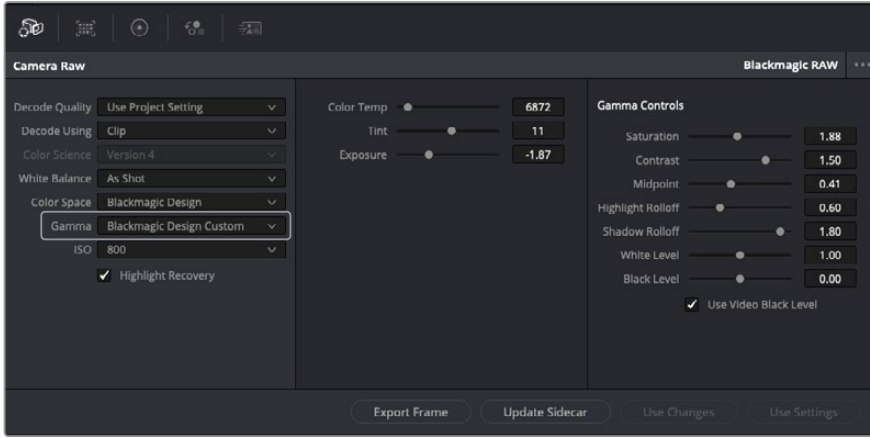 Camera Raw
Blackmagic RAW
Decode Quality Use Project Setting
Decode Using Clip
Color Science Version 4
White Balance As Shot
Color Space Blackmagic Design
Gamma Blackmagic Design Custom
ISO 800
Highlight Recovery
Color Temp 6872
Tint 11
Exposure -1.87
Gamma Controls
Saturation 1.88
Contrast 1.50
Midpoint 0.41
Highlight Rolloff 0.60
Shadow Rolloff 1.80
White Level 1.00
Black Level 0.00
Use Video Black Level
Export Frame
Update Sidecar
Use Changes
Use Settings